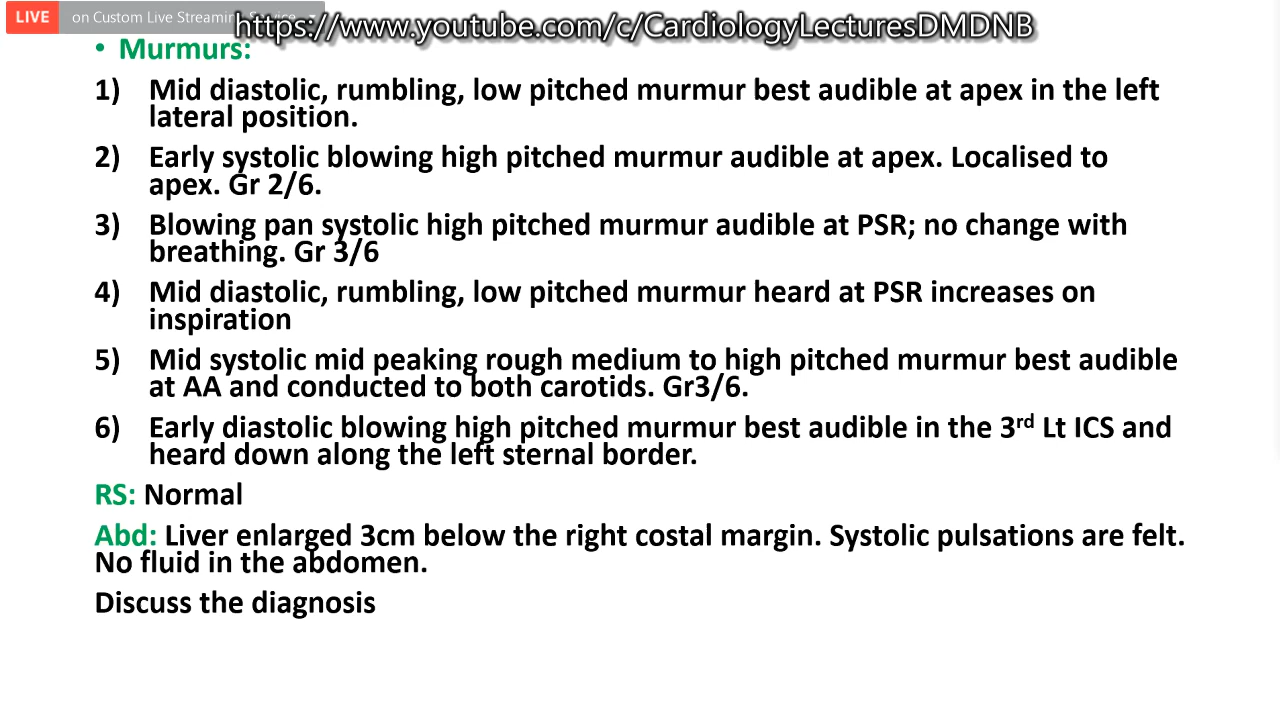 LIVE on Custom Live Streaming Service
https://www.youtube.com/c/CardiologyLecturesDMDNB
• Murmurs:
1) Mid diastolic, rumbling, low pitched murmur best audible at apex in the left
lateral position.
2) Early systolic blowing high pitched murmur audible at apex. Localised to
apex. Gr 2/6.
3) Blowing pan systolic high pitched murmur audible at PSR; no change with
breathing. Gr 3/6
4) Mid diastolic, rumbling, low pitched murmur heard at PSR increases on
inspiration
5) Mid systolic mid peaking rough medium to high pitched murmur best audible
at AA and conducted to both carotids. Gr3/6.
6) Early diastolic blowing high pitched murmur best audible in the 3rd Lt ICS and
heard down along the left sternal border.
RS: Normal
Abd: Liver enlarged 3cm below the right costal margin. Systolic pulsations are felt.
No fluid in the abdomen.
Discuss the diagnosis